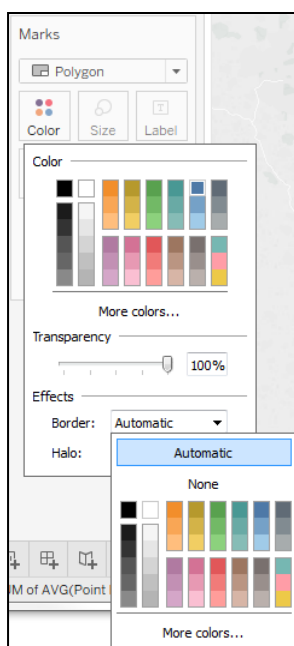 Marks
Polygon
Color
Size
T
Label
Color
More colors...
Transparency
100%
Effects
Border:
Automatic
Halo:
Automatic
None
UM of AVG(Point
More colors...